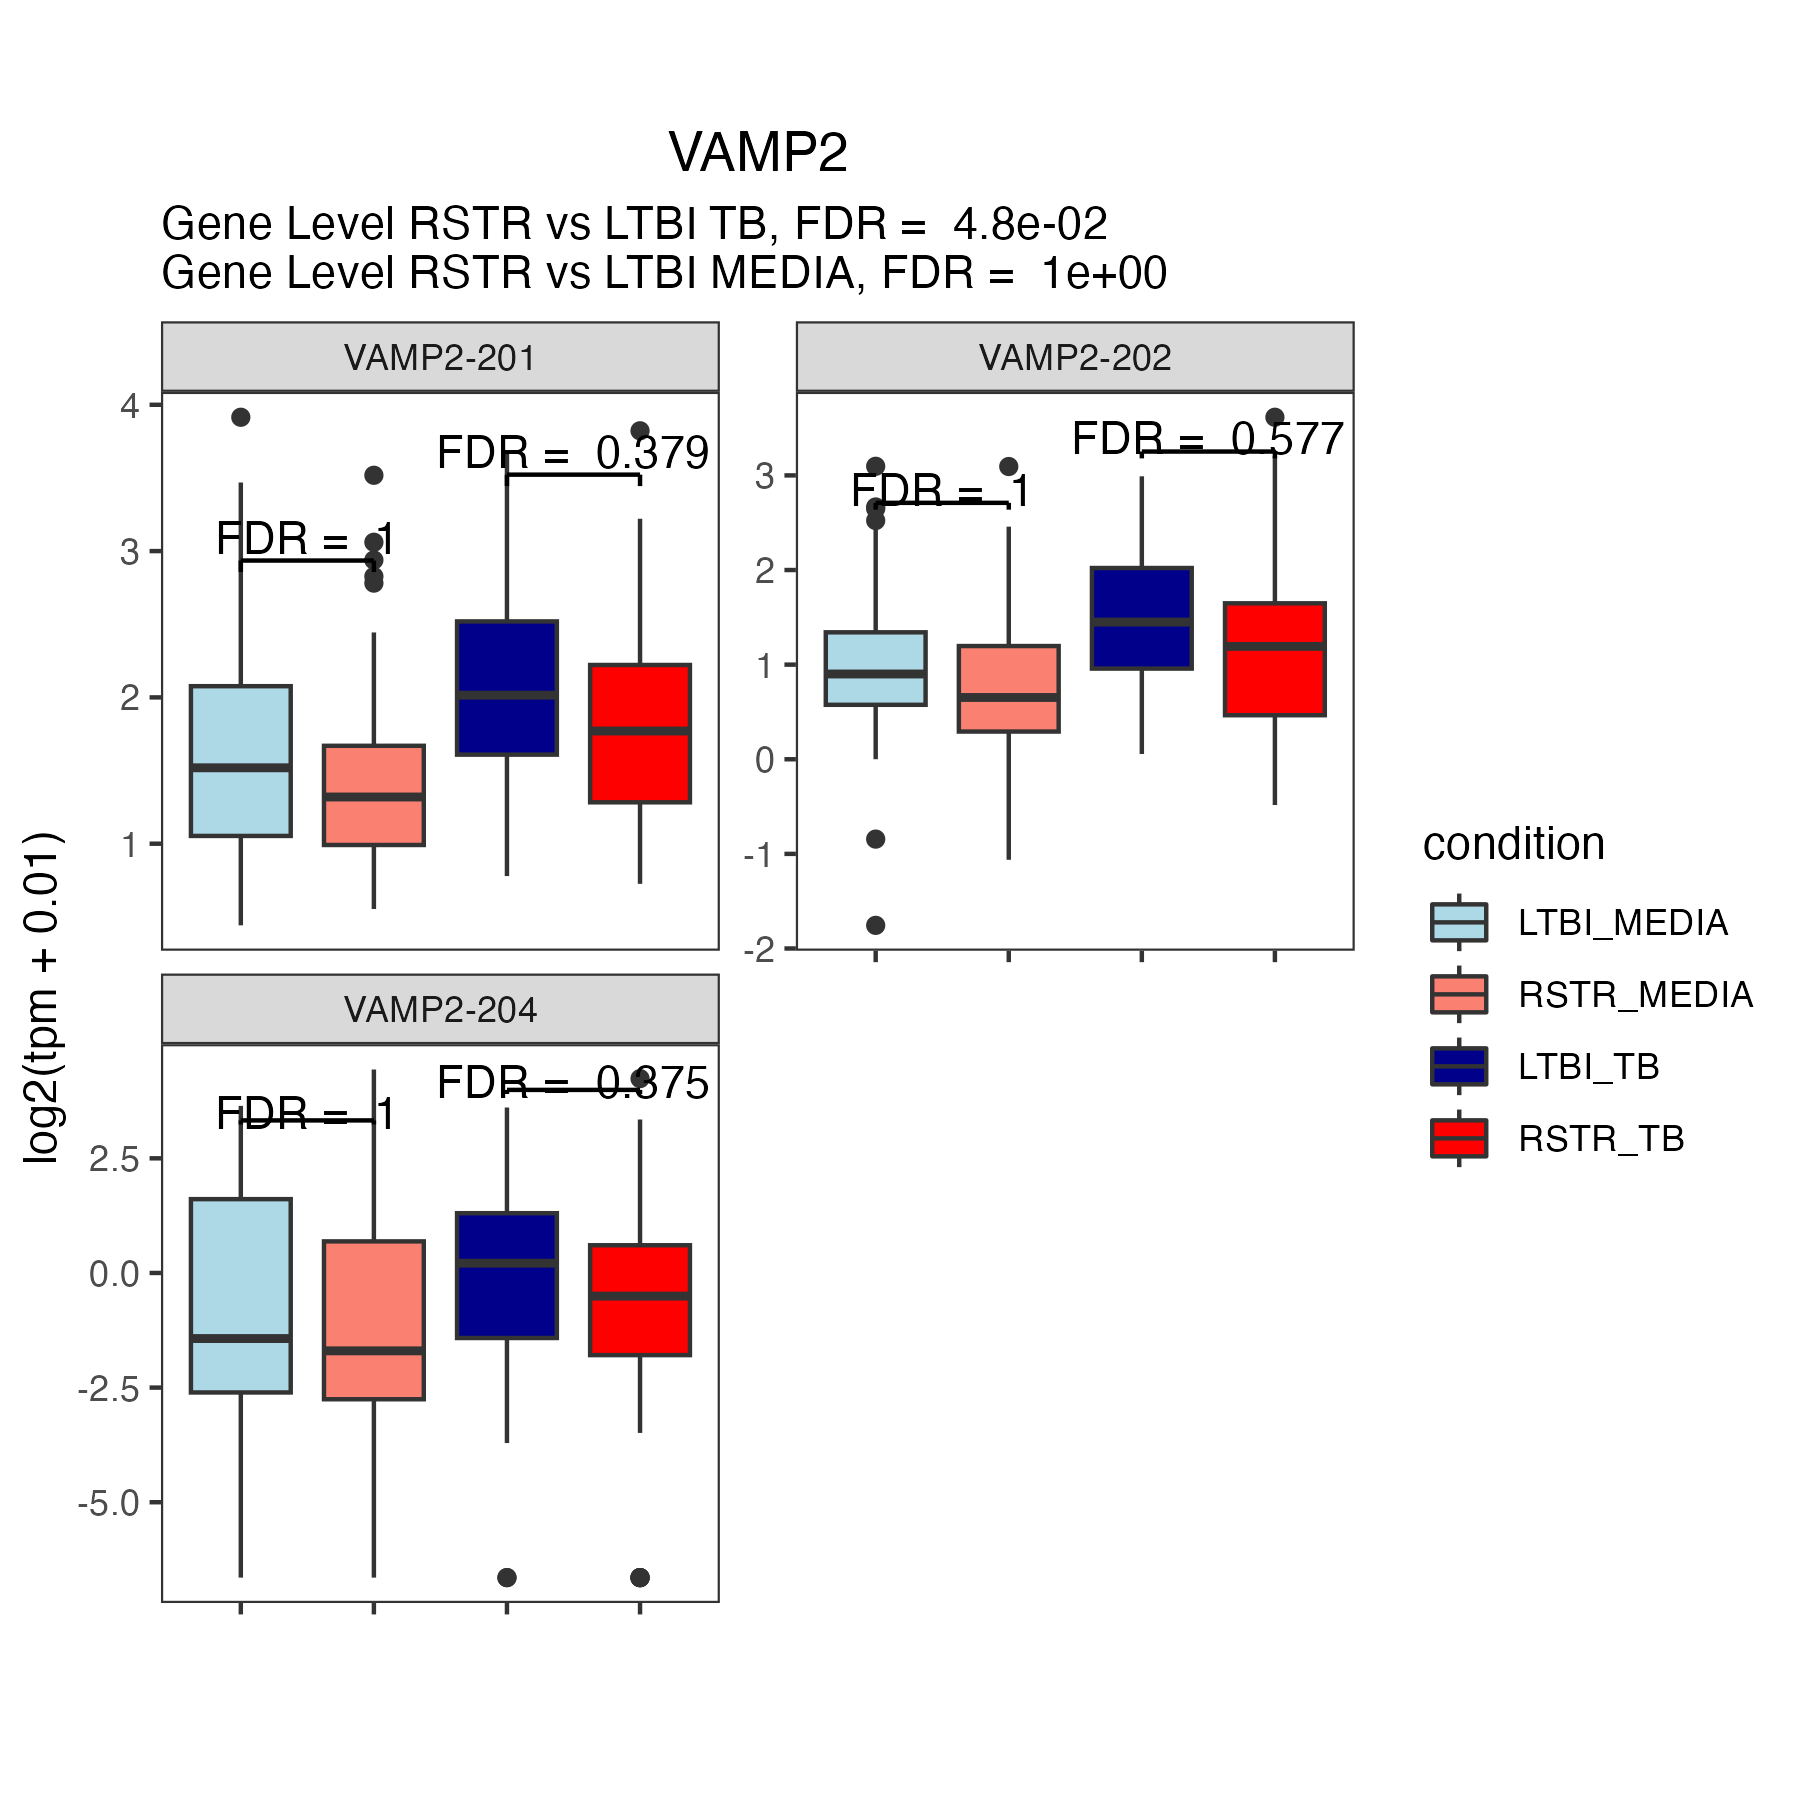 VAMP2
Gene Level RSTR vs LTBI TB, FDR =  4.8e-02
Gene Level RSTR vs LTBI MEDIA, FDR =  1e+00
VAMP2-201
4
3
2
1
FDR =  1
FDR =  0.379
VAMP2-202
3
2
1
0
-1
-2
FDR =  1
FDR =  0.577
VAMP2-204
2.5
0.0
-2.5
-5.0
FDR =  1
FDR =  0.375
log2(tpm + 0.01)
condition
LTBI_MEDIA
RSTR_MEDIA
LTBI_TB
RSTR_TB